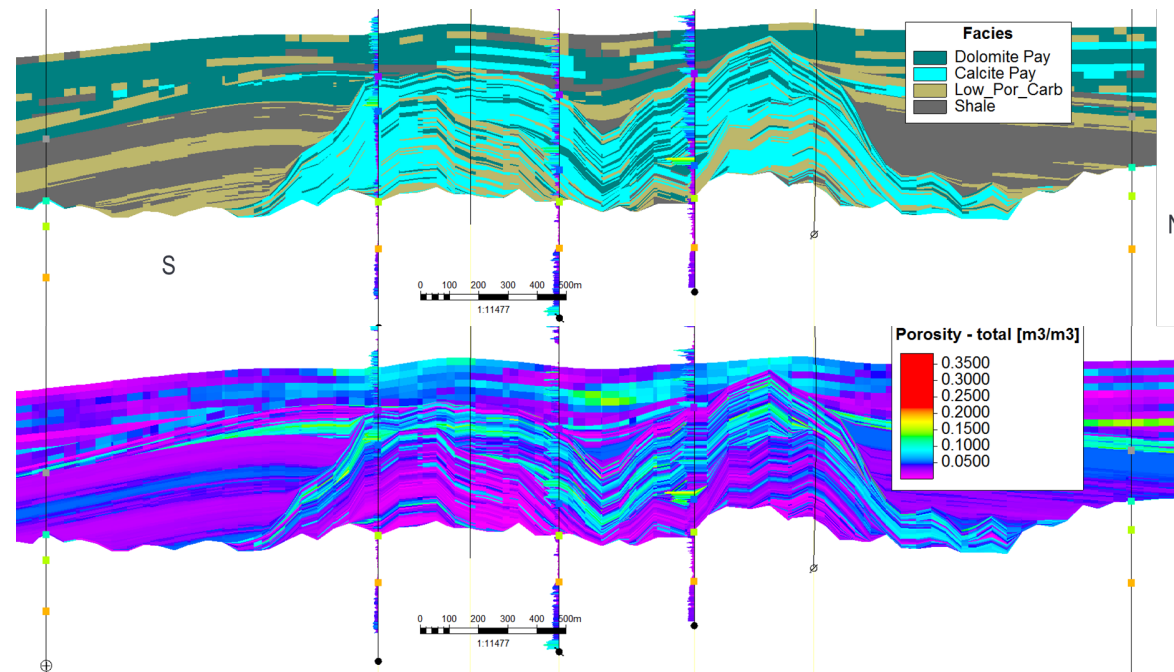 Facies
Dolomite Pay
Calcite Pay
Low_Por_Carb
Shale
S
0 100 200 300 400 500m
1:11477
Porosity - total [m3/m3]
0.3500
0.3000
0.2500
0.2000
0.1500
0.1000
0.0500
0 100 200 300 400 500m
1:11477